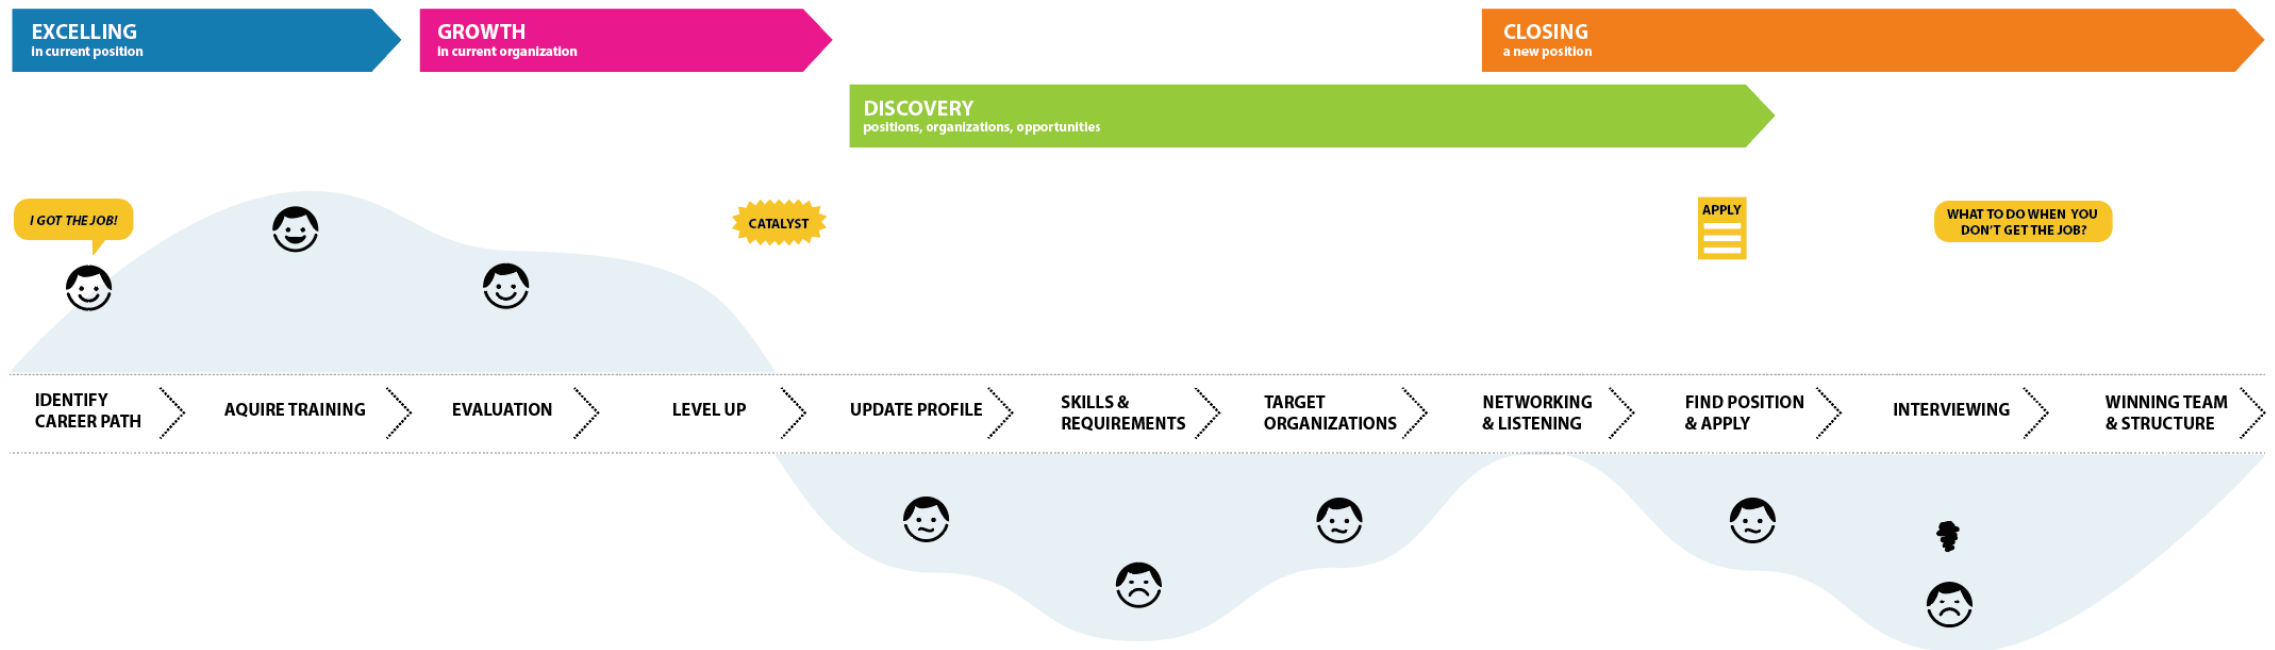 EXCELLING
in current position
GROWTH
in current organization
CLOSING
a new position
DISCOVERY
positions, organizations, opportunities
I GOT THE JOB!
CATALYST
APPLY
WHAT TO DO WHEN YOU
DON'T GET THE JOB?
IDENTIFY
CAREER PATH
AQUIRE TRAINING
EVALUATION
LEVEL UP
UPDATE PROFILE
SKILLS &
REQUIREMENTS
TARGET
ORGANIZATIONS
NETWORKING
& LISTENING
FIND POSITION
& APPLY
INTERVIEWING
WINNING TEAM
& STRUCTURE